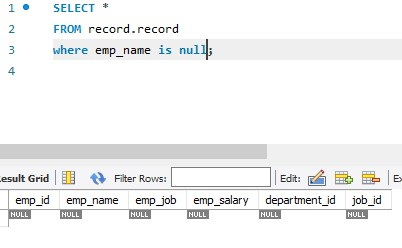 1 SELECT *
2 FROM record.record
3 where emp_name is null;
4
Result Grid Filter Rows: Edit: Ex
emp_id emp_name emp_job emp_salary department_id job_id
NULL NULL NULL NULL NULL NULL